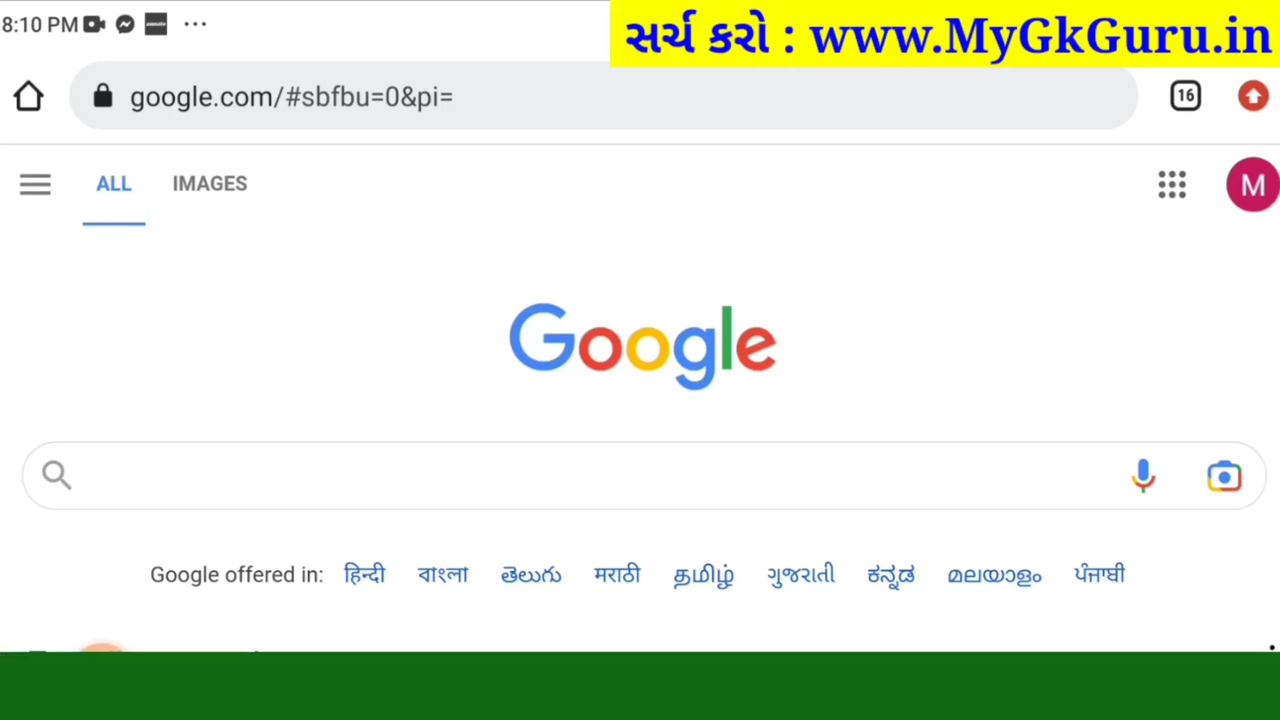 8:10 PM ...
સર્ચ કરો : www.MyGkGuru.in
google.com/#sbfbu=0&pi=
16
ALL IMAGES
M
Google
Google offered in: हिन्दी বাংলা తెలుగు मराठी தமிழ் ગુજરાતી ಕನ್ನಡ മലയാളം ਪੰਜਾਬੀ